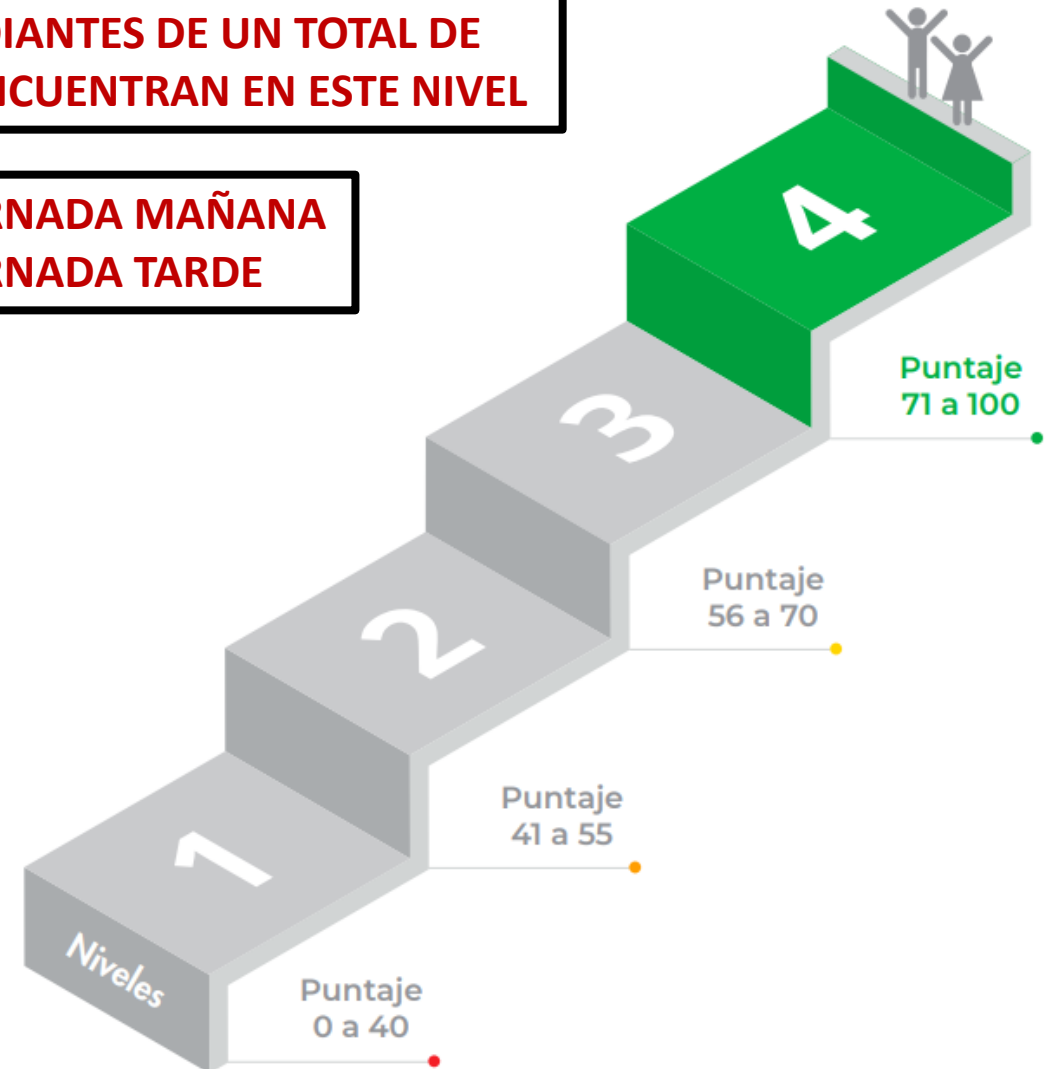 DIANTES DE UN TOTAL DE
NCUENTRAN EN ESTE NIVEL
RNADA MAÑANA
RNADA TARDE
4
Puntaje
71 a 100
3
Puntaje
56 a 70
2
Puntaje
41 a 55
1
Niveles
Puntaje
0 a 40